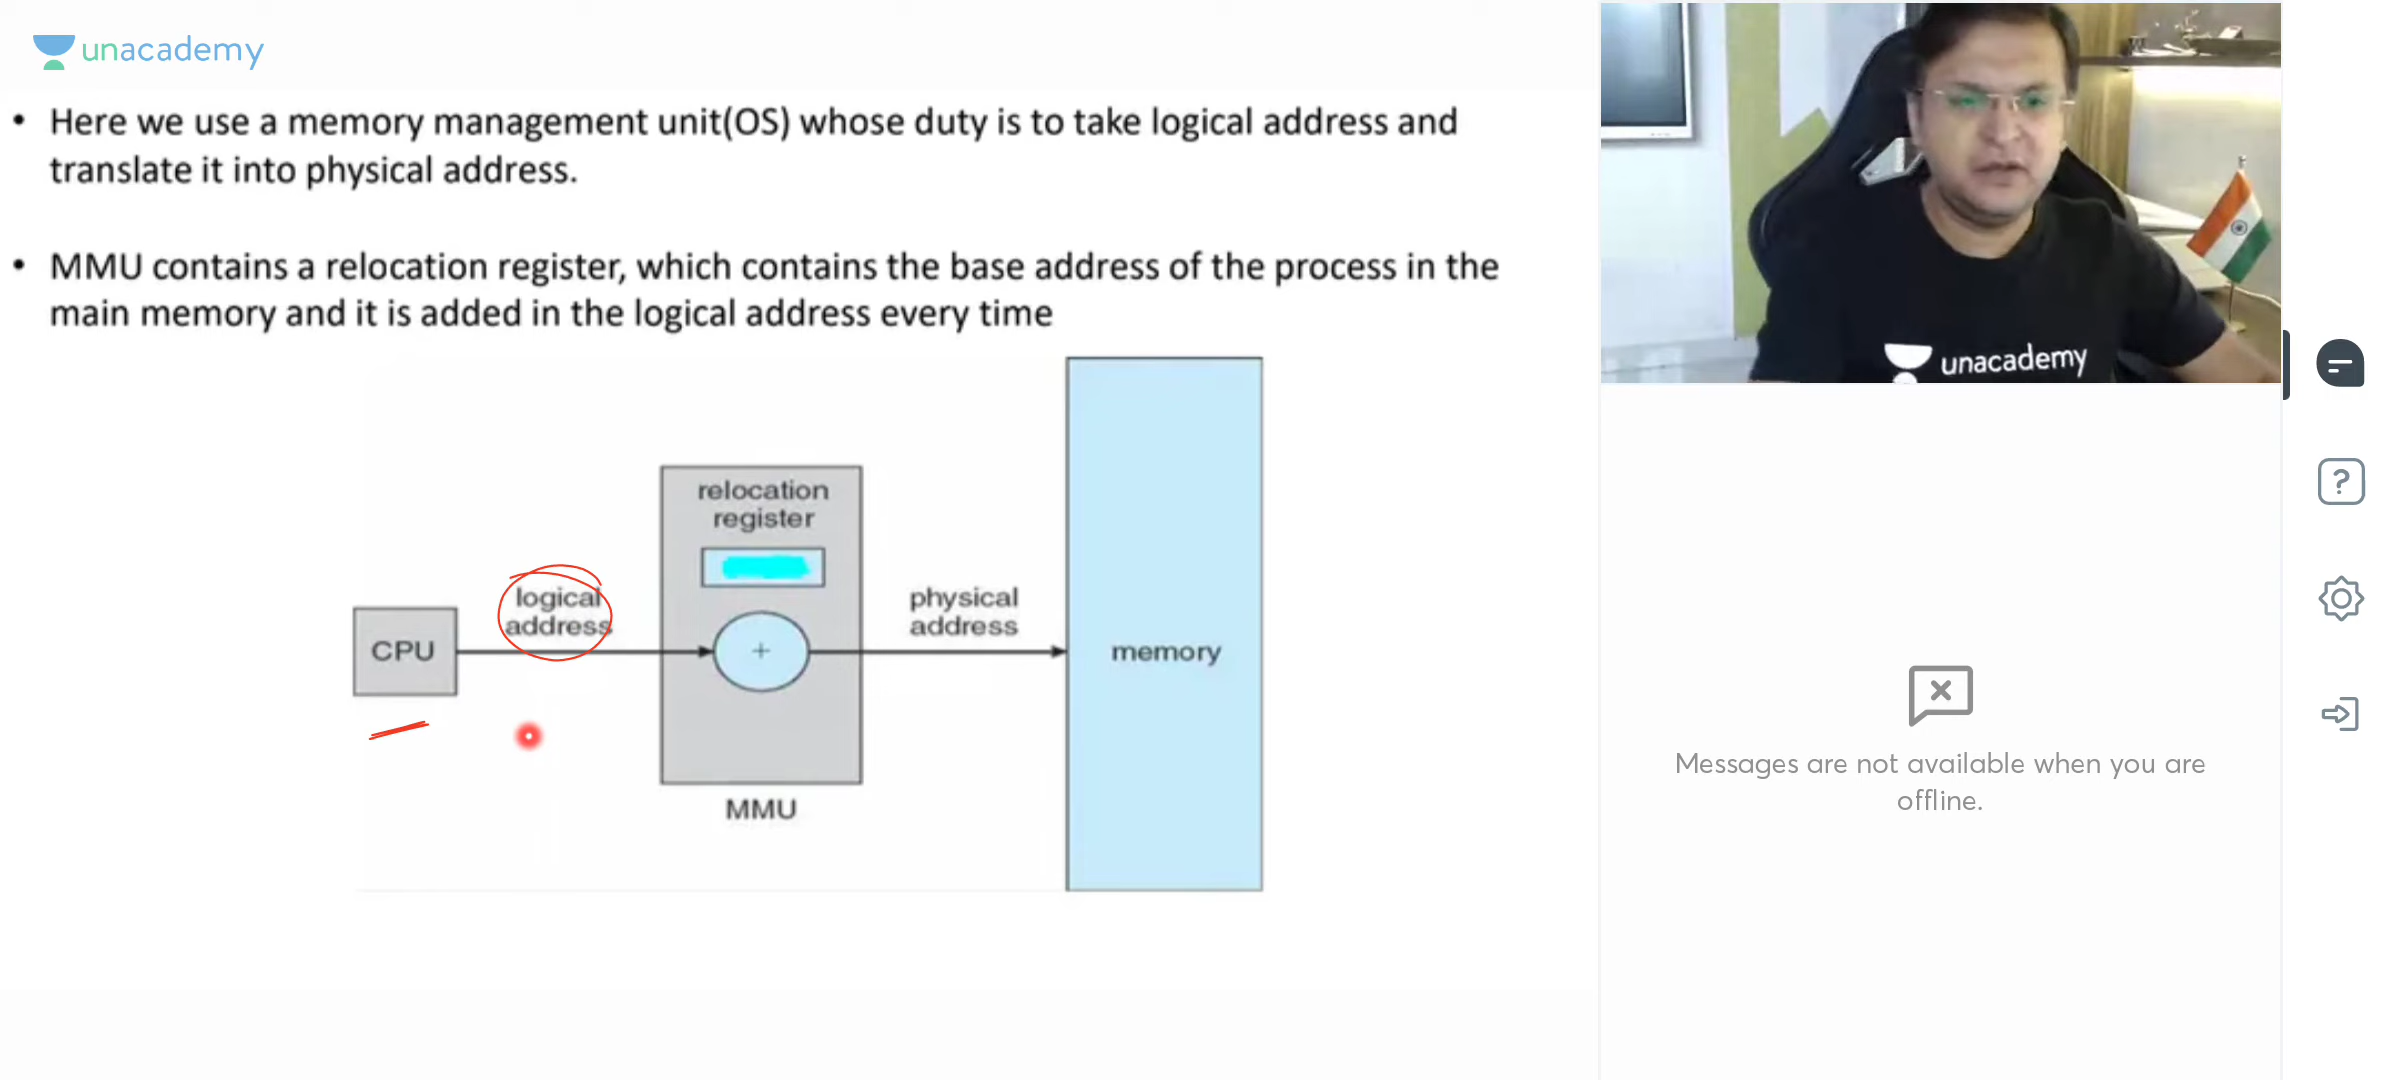 unacademy
• Here we use a memory management unit(OS) whose duty is to take logical address and
translate it into physical address.
• MMU contains a relocation register, which contains the base address of the process in the
main memory and it is added in the logical address every time
relocation
register
logical
address
physical
address
CPU
+
memory
MMU
unacademy
?
Messages are not available when you are
offline.